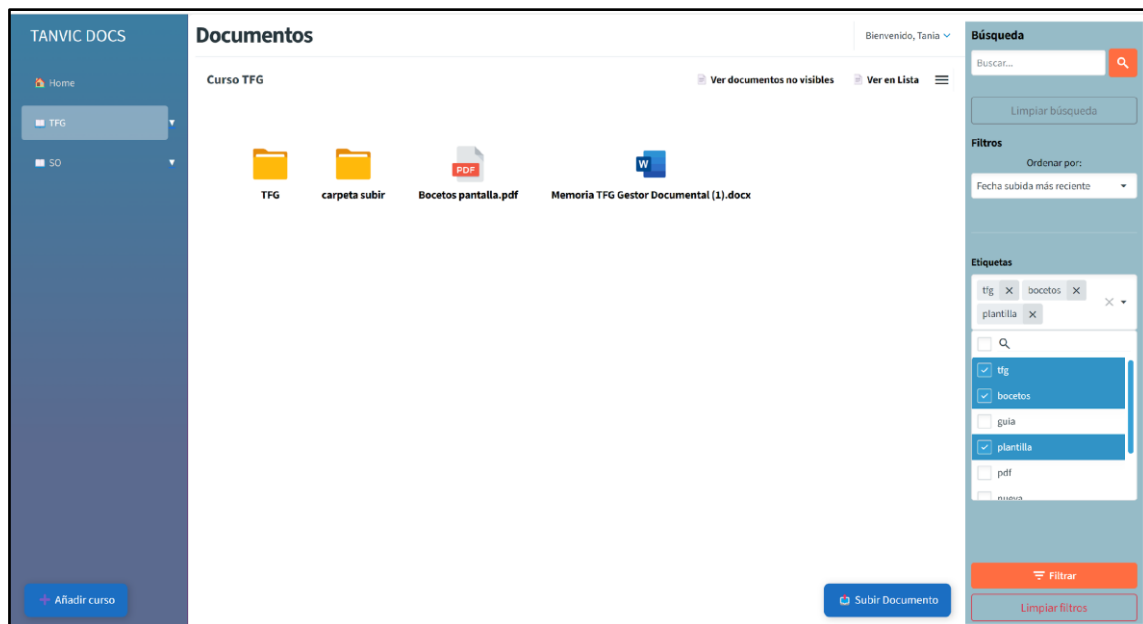 TANVIC DOCS
Home
TFG
SO
Añadir curso
Documentos
Bienvenido, Tania
Curso TFG
Ver documentos no visibles
Ver en Lista
TFG
carpeta subir
PDF
Bocetos pantalla.pdf
W
Memoria TFG Gestor Documental (1).docx
Subir Documento
Búsqueda
Buscar...
Limpiar búsqueda
Filtros
Ordenar por:
Fecha subida más reciente
Etiquetas
tfg
bocetos
plantilla
tfg
bocetos
guia
plantilla
pdf
nueva
Filtrar
Limpiar filtros